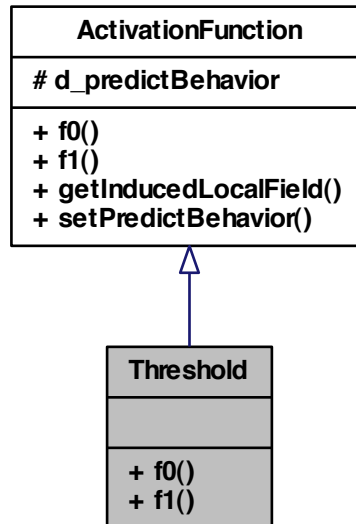 ActivationFunction
# d_predictBehavior
+ f0()
+ f1()
+ getInducedLocalField()
+ setPredictBehavior()
Threshold
+ f0()
+ f1()